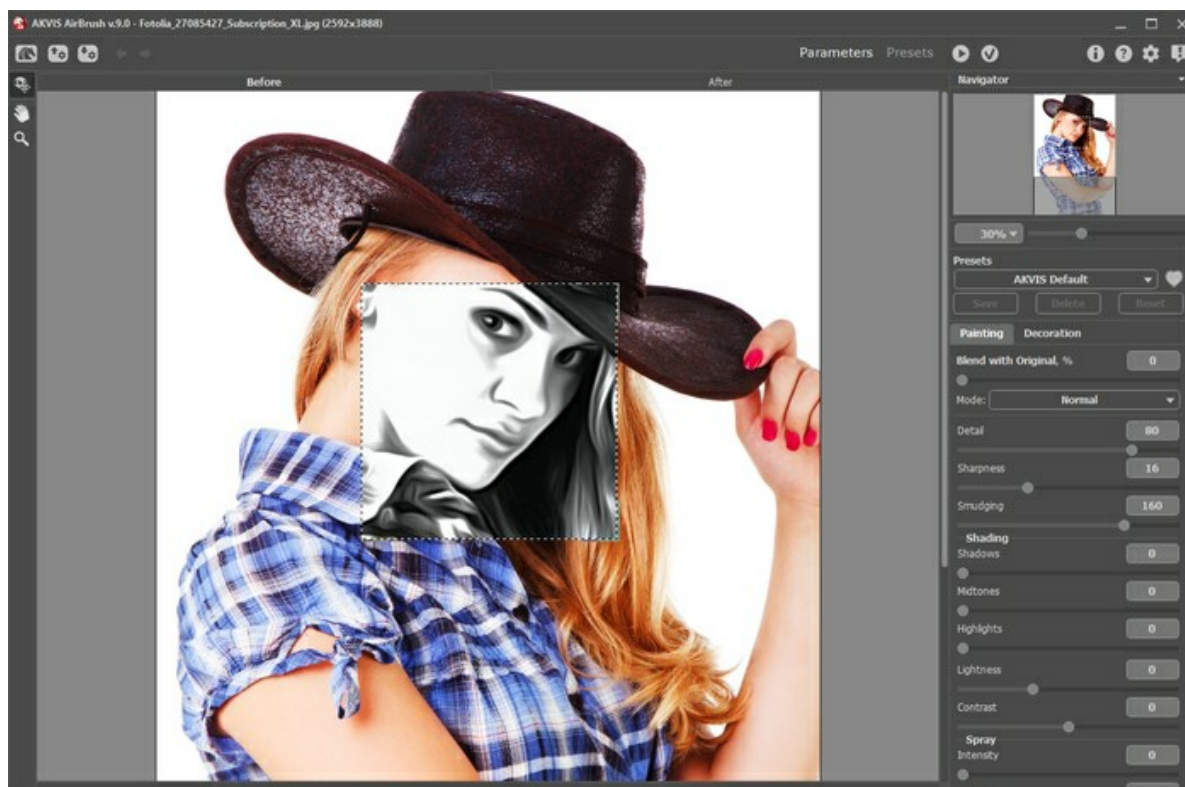 AKVIS AirBrush v.9.0 - Fotolia_27085427_Subscription_XL.jpg (2592x3888)
Parameters Presets
Before After
Navigator
30%
Presets
AKVIS Default
Save Delete Reset
Painting Decoration
Blend with Original, % 0
Mode: Normal
Detail 80
Sharpness 16
Smudging 160
Shading
Shadows 0
Midtones 0
Highlights 0
Lightness 0
Contrast 0
Spray
Intensity 0